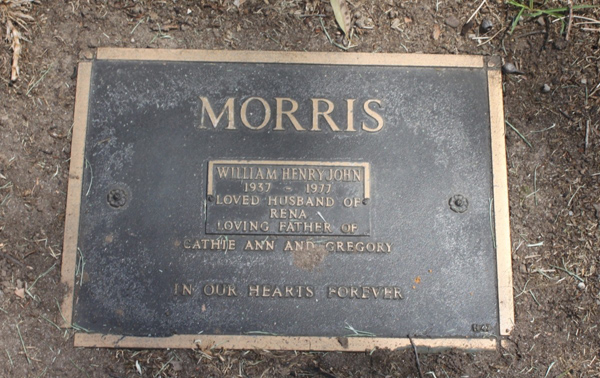 MORRIS
WILLIAM HENRY JOHN
1937 ~ 1977
LOVED HUSBAND OF
RENA.
LOVING FATHER OF
CATHIE ANN AND GREGORY
IN OUR HEARTS FOREVER